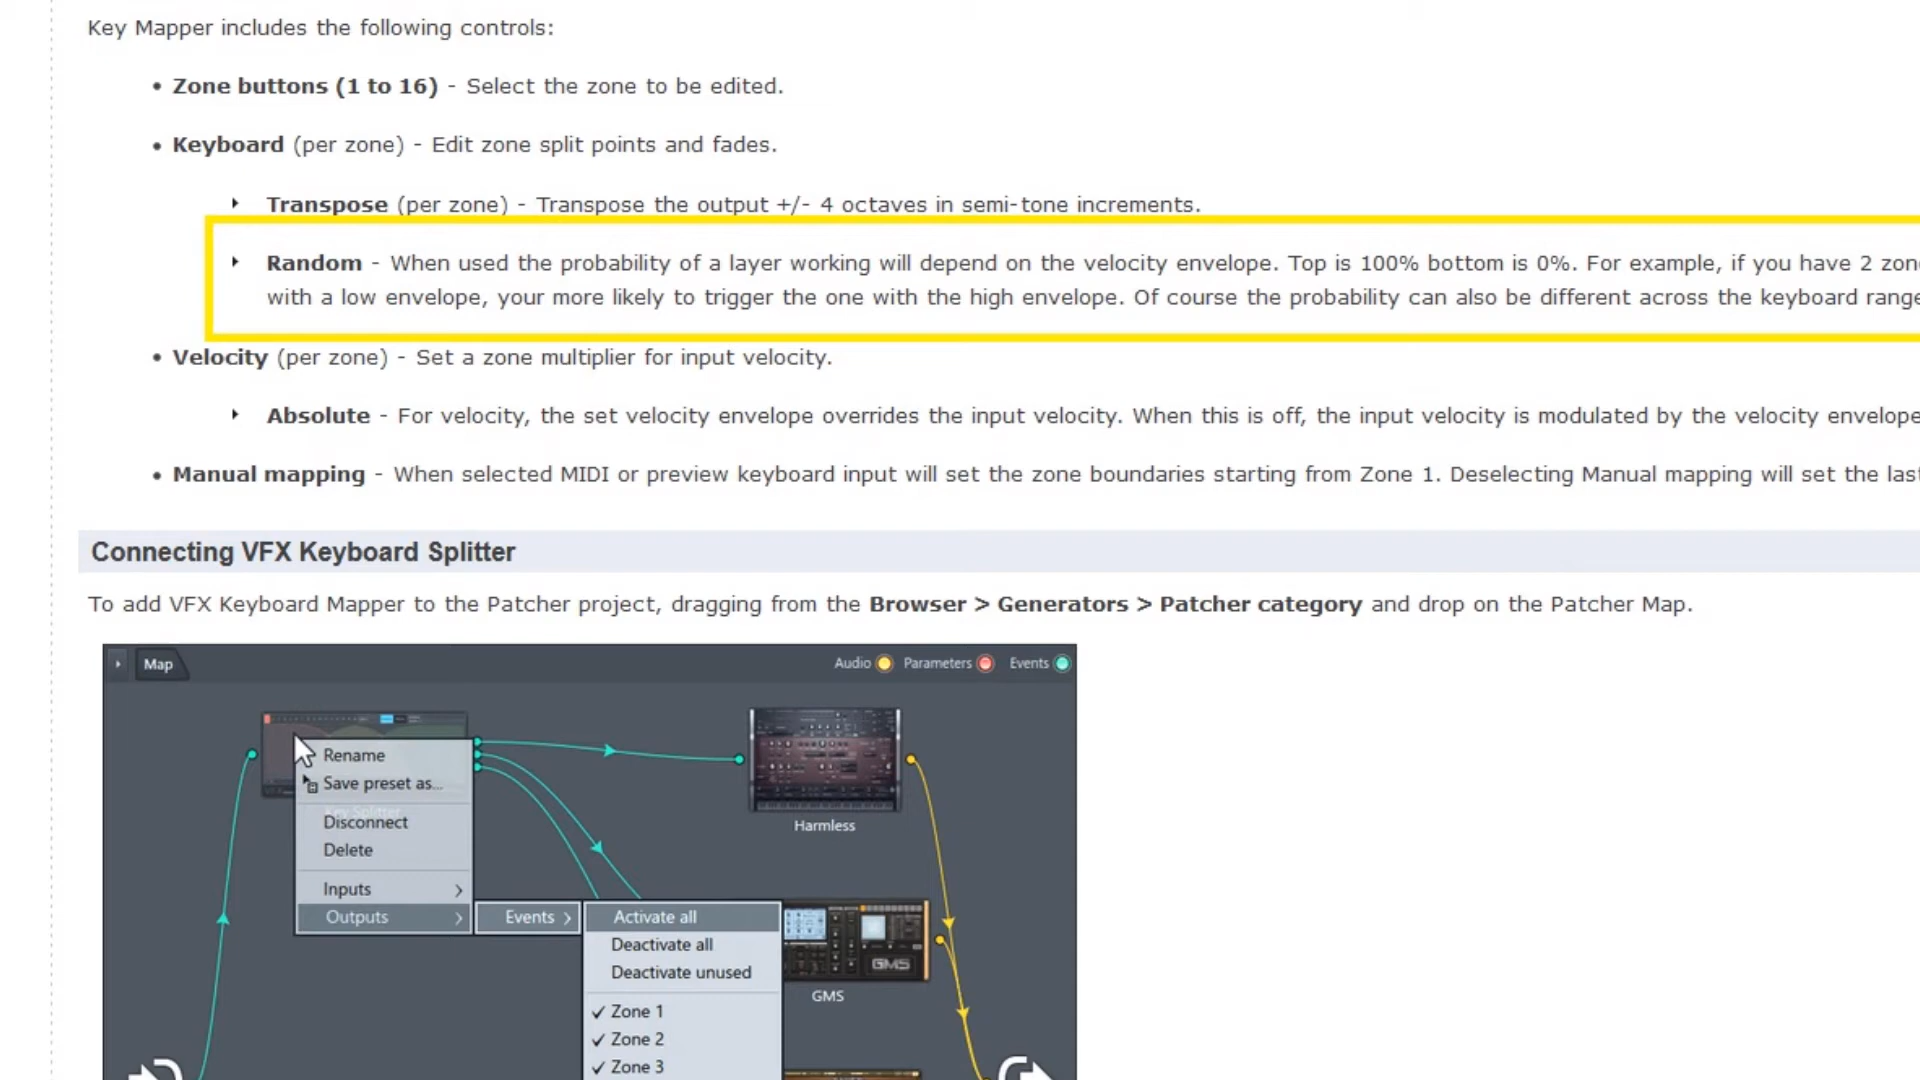 Key Mapper includes the following controls:
• Zone buttons (1 to 16) - Select the zone to be edited.
• Keyboard (per zone) - Edit zone split points and fades.
Transpose (per zone) - Transpose the output +/- 4 octaves in semi-tone increments.
Random - When used the probability of a layer working will depend on the velocity envelope. Top is 100% bottom is 0%. For example, if you have 2 zon
with a low envelope, your more likely to trigger the one with the high envelope. Of course the probability can also be different across the keyboard range
• Velocity (per zone) - Set a zone multiplier for input velocity.
Absolute - For velocity, the set velocity envelope overrides the input velocity. When this is off, the input velocity is modulated by the velocity envelope
• Manual mapping - When selected MIDI or preview keyboard input will set the zone boundaries starting from Zone 1. Deselecting Manual mapping will set the last
Connecting VFX Keyboard Splitter
To add VFX Keyboard Mapper to the Patcher project, dragging from the Browser > Generators > Patcher category and drop on the Patcher Map.
Map
Audio Parameters Events
Rename
Save preset as...
Key Splitter
Disconnect
Delete
Inputs
Outputs
Events
Activate all
Deactivate all
Deactivate unused
✓ Zone 1
✓ Zone 2
✓ Zone 3
Harmless
GMS
GMS